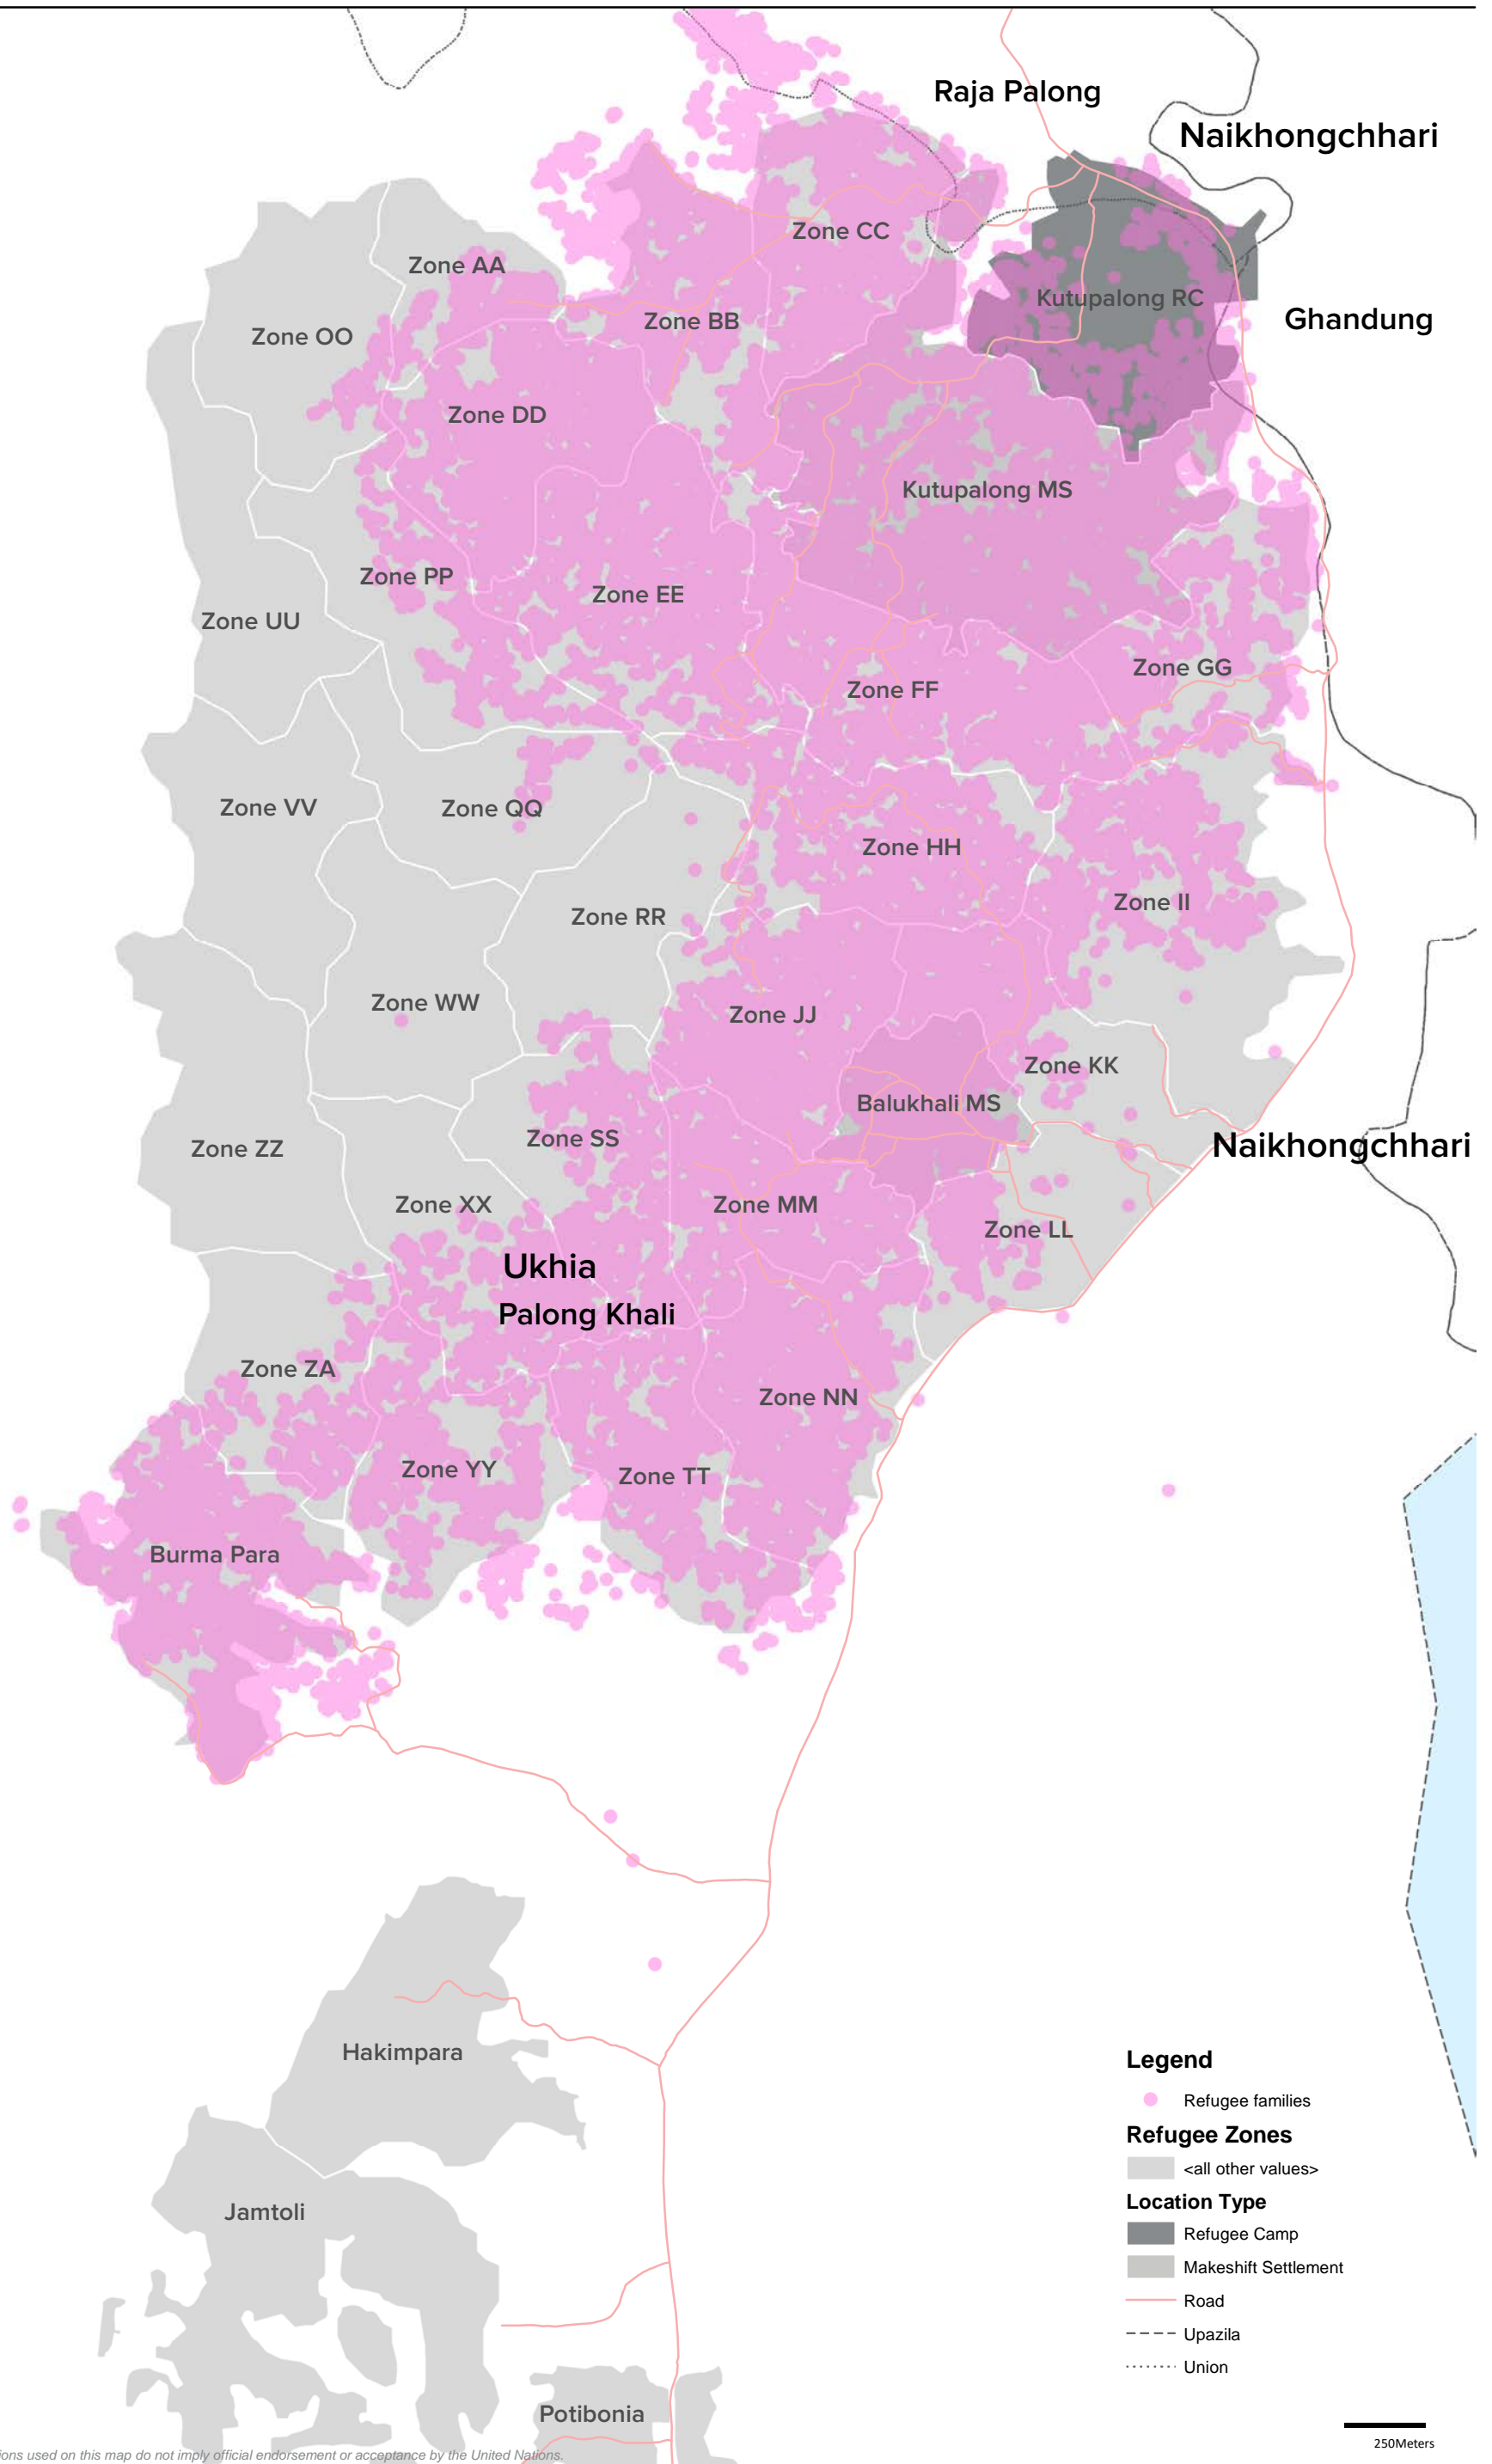 Raja Palong
Naikhongchhari
Zone CC
Zone AA
Kutupalong RC
Ghandung
Zone BB
Zone OO
Zone DD
Kutupalong MS
Zone PP
Zone EE
Zone UU
Zone GG
Zone FF
Zone VV
Zone QQ
Zone HH
Zone II
Zone RR
Zone WW
Zone JJ
Zone KK
Balukhali MS
Zone SS
Zone ZZ
Naikhongchhari
Zone XX
Zone MM
Zone LL
Ukhia
Palong Khali
Zone ZA
Zone NN
Zone YY
Zone TT
Burma Para
Hakimpara
Jamtoli
Potibonia
Legend
Refugee families
Refugee Zones
<all other values>
Location Type
Refugee Camp
Makeshift Settlement
Road
Upazila
Union
250Meters
ions used on this map do not imply official endorsement or acceptance by the United Nations.